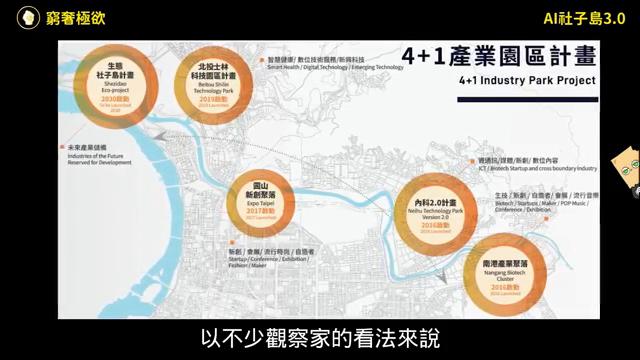 窮奢極欲
AI社子島3.0
4+1產業園區計畫
4+1 Industry Park Project
生態
社子島計畫
Shezidao
Eco-project
2030啟動
北投士林
科技園區計畫
Beitou Shilin
Technology Park
2019啟動
智慧健康/ 數位技術服務/新興科技
Smart Health / Digital Technology / Emerging Technology
未來產業儲備
Industries of the Future
Reserved for Development
資通訊/媒體/新創/ 數位內容
ICT / Biotech Startup and cross boundary industry
圓山
新創聚落
Expo Taipei
2017啟動
內科2.0計畫
Neihu Technology Park
Version 2.0
2016啟動
生技 / 新創 / 自造者/ 會展 / 流行音樂
Biotech / Startups / Maker / POP Music /
Conference / Exhibition
新創 / 會展/ 流行時尚 / 自造者
Startup / Conference / Exhibition /
Fashion / Maker
南港產業聚落
Nangang Biotech
Cluster
2016啟動
以不少觀察家的看法來說